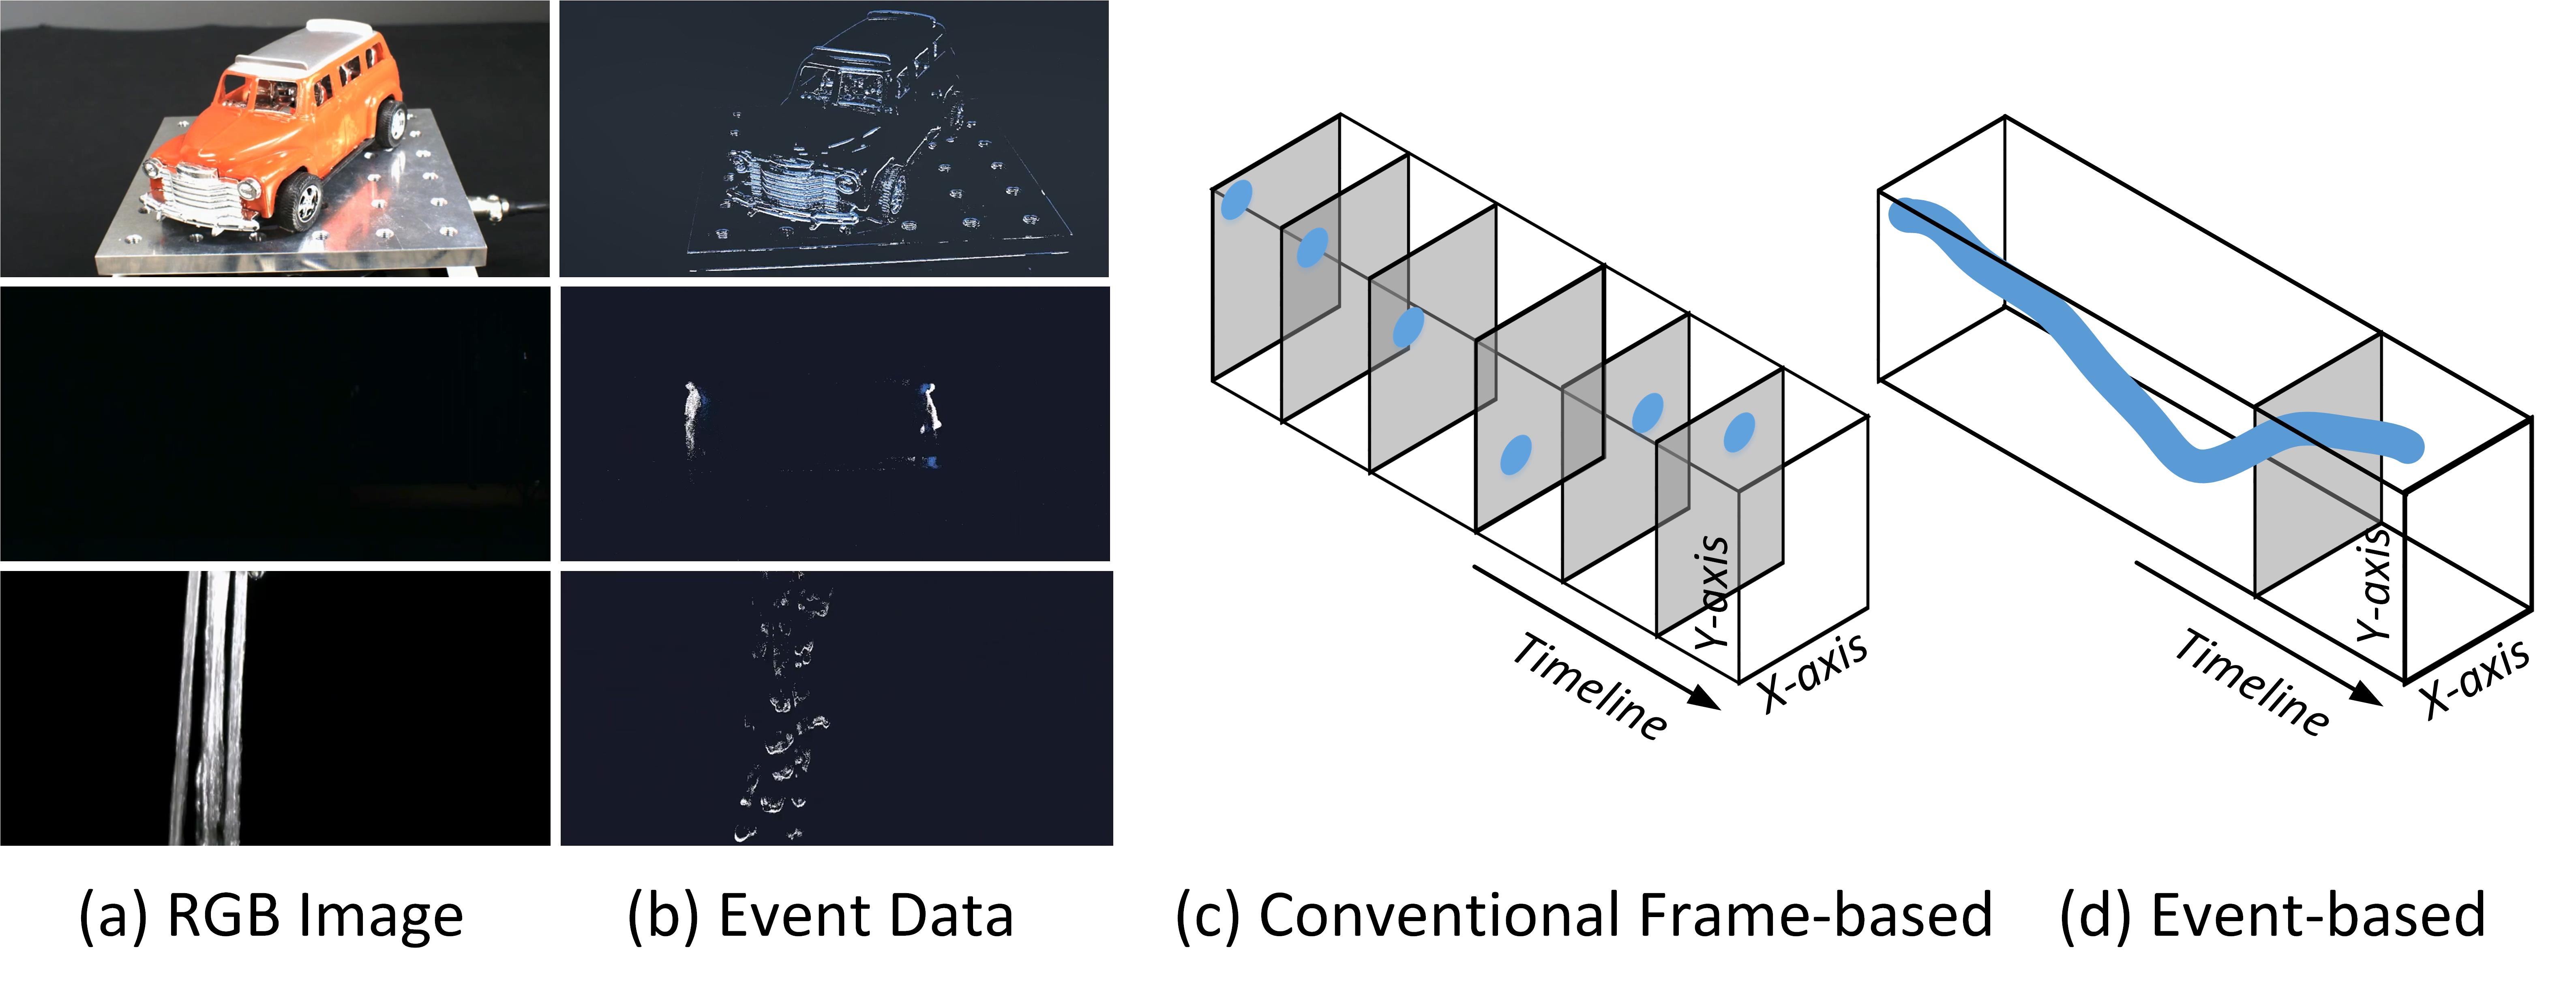 Y-axis
Timeline
X-axis
Y-axis
Timeline
X-axis
(a) RGB Image
(b) Event Data
(c) Conventional Frame-based
(d) Event-based